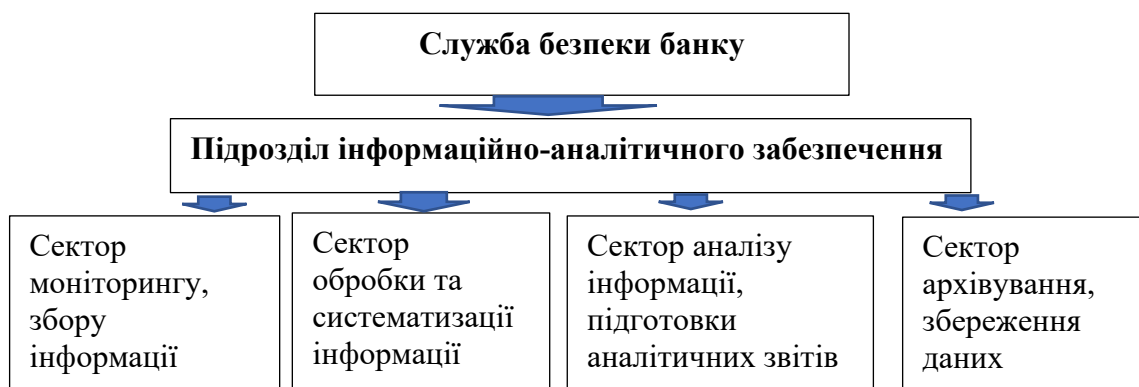 Служба безпеки банку
Підрозділ інформаційно-аналітичного забезпечення
Сектор
моніторингу,
збору
інформації
Сектор
обробки та
систематизації
інформації
Сектор аналізу
інформації,
підготовки
аналітичних звітів
Сектор
архівування,
збереження
даних